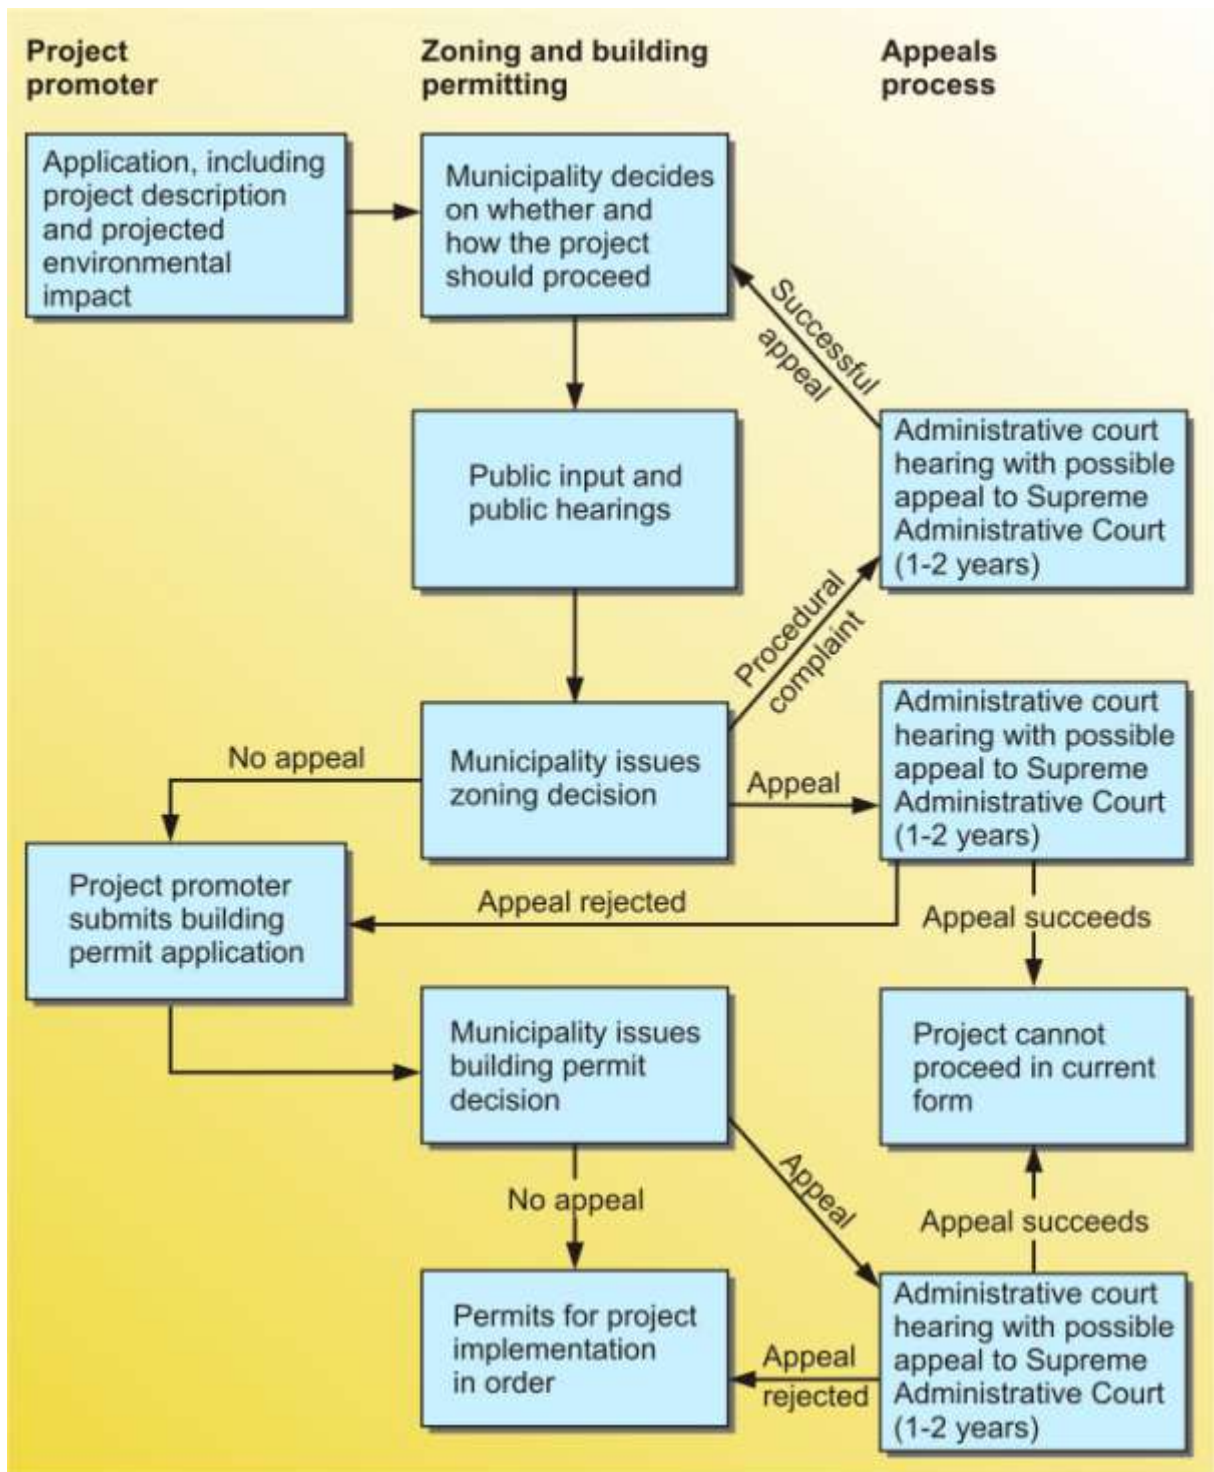 Project
promoter
Zoning and building
permitting
Appeals
process
Application, including
project description
and projected
environmental
impact
Municipality decides
on whether and
how the project
should proceed
Successful
appeal
Public input and
public hearings
Administrative court
hearing with possible
appeal to Supreme
Administrative Court
(1-2 years)
Procedural
complaint
Municipality issues
zoning decision
No appeal
Appeal
Administrative court
hearing with possible
appeal to Supreme
Administrative Court
(1-2 years)
Project promoter
submits building
permit application
Appeal rejected
Appeal succeeds
Municipality issues
building permit
decision
Project cannot
proceed in current
form
No appeal
Appeal
Appeal succeeds
Permits for project
implementation
in order
Appeal
rejected
Administrative court
hearing with possible
appeal to Supreme
Administrative Court
(1-2 years)